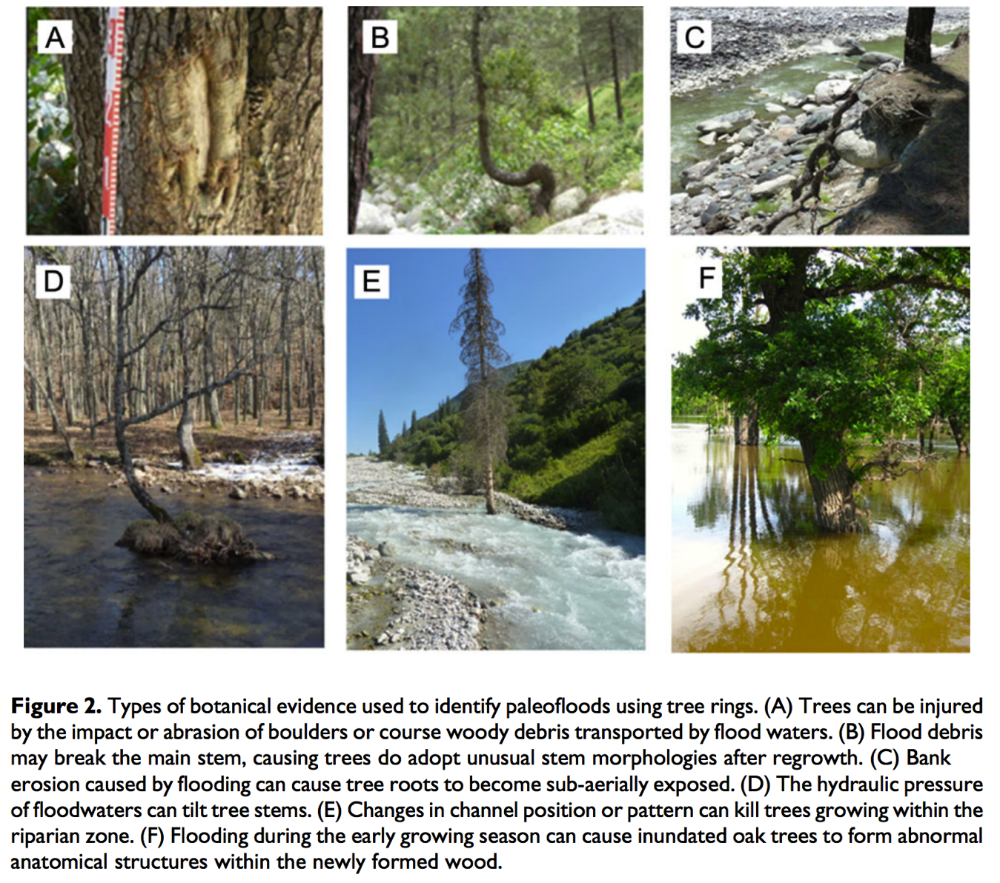 A
B
C
D
E
F
Figure 2. Types of botanical evidence used to identify paleofloods using tree rings. (A) Trees can be injured
by the impact or abrasion of boulders or course woody debris transported by flood waters. (B) Flood debris
may break the main stem, causing trees do adopt unusual stem morphologies after regrowth. (C) Bank
erosion caused by flooding can cause tree roots to become sub-aerially exposed. (D) The hydraulic pressure
of floodwaters can tilt tree stems. (E) Changes in channel position or pattern can kill trees growing within the
riparian zone. (F) Flooding during the early growing season can cause inundated oak trees to form abnormal
anatomical structures within the newly formed wood.